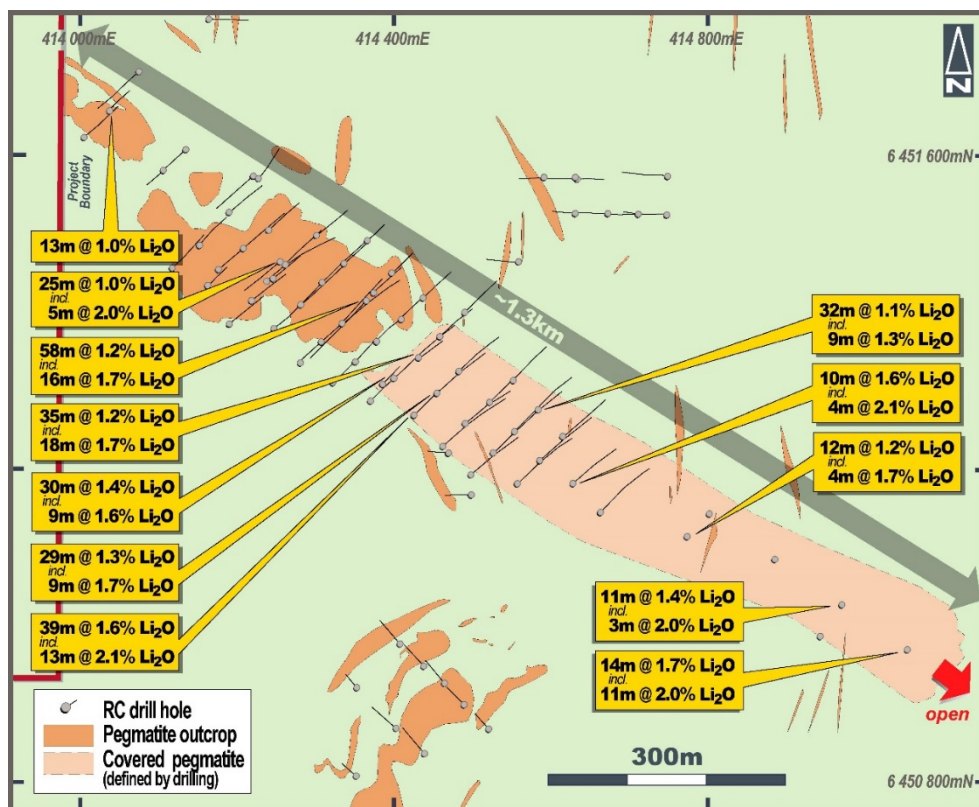 414 000mE
414 400mE
414 800mE
N
6 451 600mN
Project
Boundary
~1.3km
13m @ 1.0% Li₂O
25m @ 1.0% Li₂O
incl.
5m @ 2.0% Li₂O
58m @ 1.2% Li₂O
incl.
16m @ 1.7% Li₂O
35m @ 1.2% Li₂O
incl.
18m @ 1.7% Li₂O
30m @ 1.4% Li₂O
incl.
9m @ 1.6% Li₂O
29m @ 1.3% Li₂O
incl.
9m @ 1.7% Li₂O
39m @ 1.6% Li₂O
incl.
13m @ 2.1% Li₂O
32m @ 1.1% Li₂O
incl.
9m @ 1.3% Li₂O
10m @ 1.6% Li₂O
incl.
4m @ 2.1% Li₂O
12m @ 1.2% Li₂O
incl.
4m @ 1.7% Li₂O
11m @ 1.4% Li₂O
incl.
3m @ 2.0% Li₂O
14m @ 1.7% Li₂O
incl.
11m @ 2.0% Li₂O
open
RC drill hole
Pegmatite outcrop
Covered pegmatite
(defined by drilling)
300m
6 450 800mN